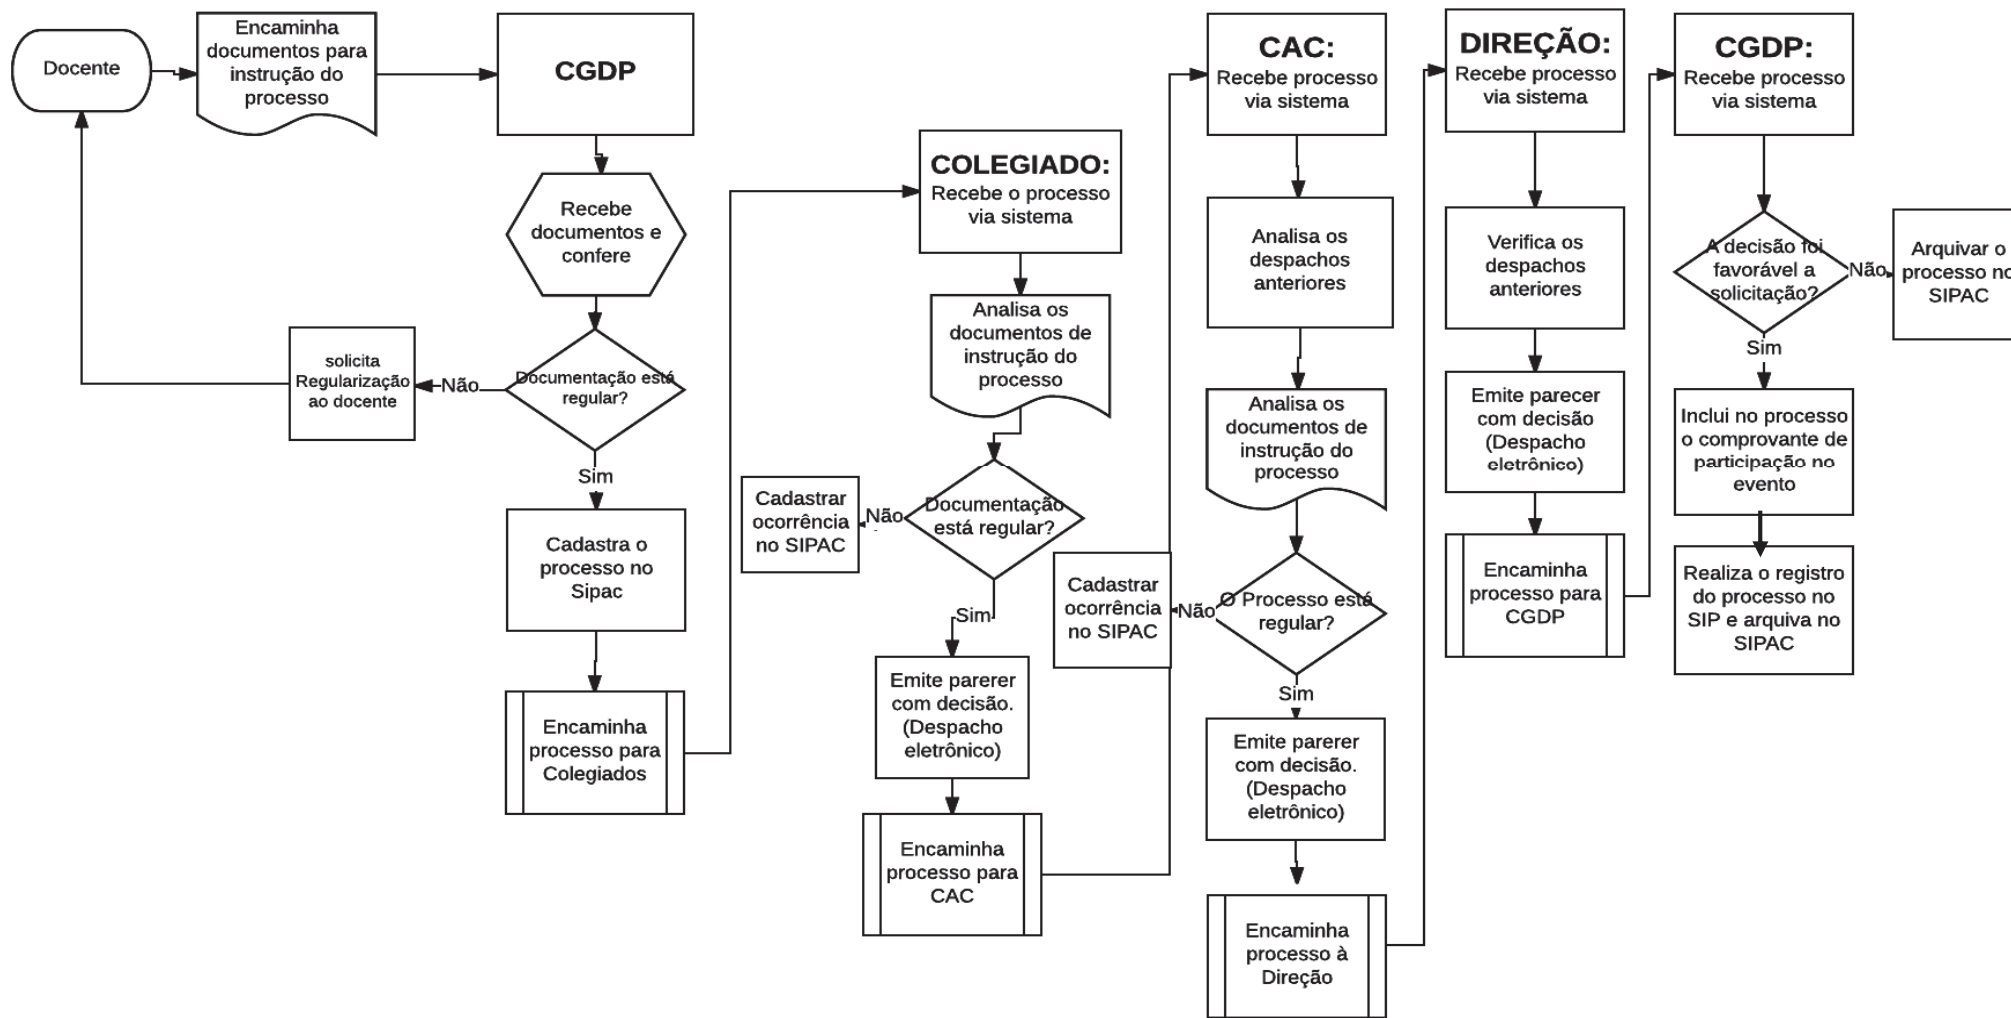 Docente
Encaminha
documentos para
instrução do
processo
CGDP
Recebe
documentos e
confere
Documentação está
regular?
Não
solicita
Regularização
ao docente
Sim
Cadastra o
processo no
Sipac
Encaminha
processo para
Colegiados
COLEGIADO:
Recebe o processo
via sistema
Analisa os
documentos de
instrução do
processo
Documentação
está regular?
Não
Cadastrar
ocorrência
no SIPAC
Sim
Emite parerer
com decisão.
(Despacho
eletrônico)
Encaminha
processo para
CAC
CAC:
Recebe processo
via sistema
Analisa os
despachos
anteriores
Analisa os
documentos de
instrução do
processo
O Processo está
regular?
Não
Cadastrar
ocorrência
no SIPAC
Sim
Emite parerer
com decisão.
(Despacho
eletrônico)
Encaminha
processo à
Direção
DIREÇÃO:
Recebe processo
via sistema
Verifica os
despachos
anteriores
Emite parecer
com decisão
(Despacho
eletrônico)
Encaminha
processo para
CGDP
CGDP:
Recebe processo
via sistema
A decisão foi
favorável a
solicitação?
Não
Arquivar o
processo no
SIPAC
Sim
Inclui no processo
o comprovante de
participação no
evento
Realiza o registro
do processo no
SIP e arquiva no
SIPAC